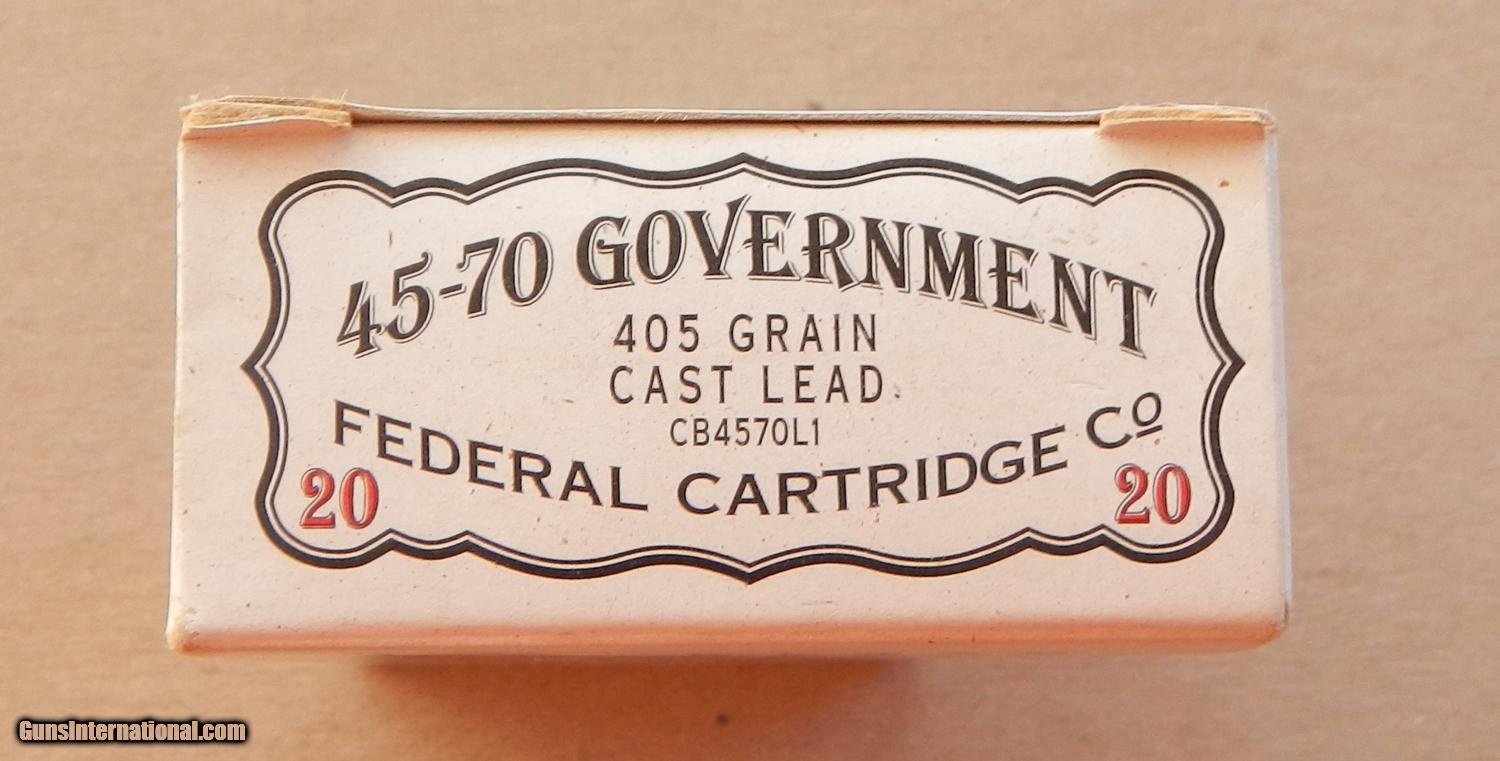 45-70 GOVERNMENT
405 GRAIN
CAST LEAD
CB4570L1
FEDERAL CARTRIDGE Co
20 20
GunsInternational.com